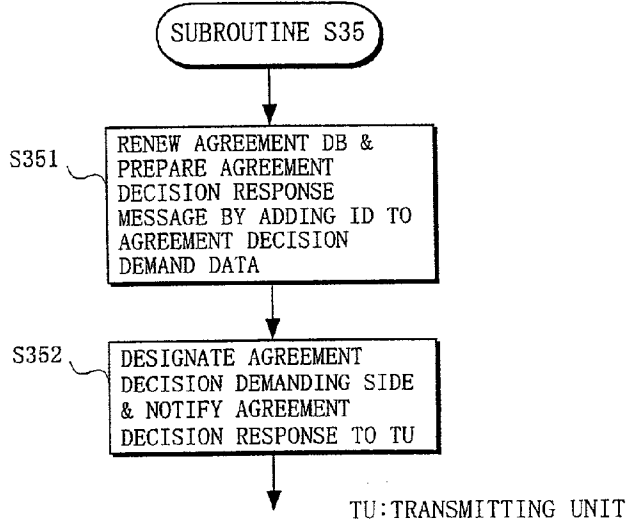 SUBROUTINE S35
S351
RENEW AGREEMENT DB &
PREPARE AGREEMENT
DECISION RESPONSE
MESSAGE BY ADDING ID TO
AGREEMENT DECISION
DEMAND DATA
S352
DESIGNATE AGREEMENT
DECISION DEMANDING SIDE
& NOTIFY AGREEMENT
DECISION RESPONSE TO TU
TU:TRANSMITTING UNIT